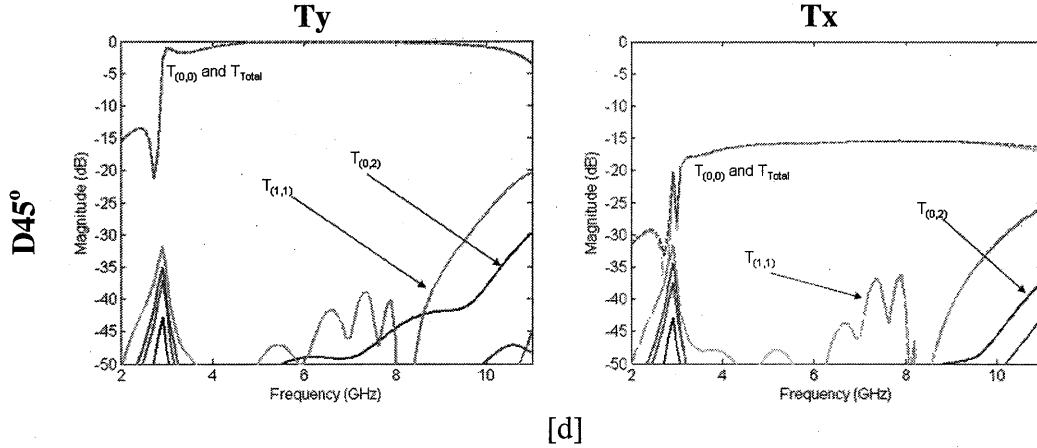 Ty
Tx
D45°
0
-5
-10
-15
-20
-25
-30
-35
-40
-45
-50
Magnitude (dB)
T(0,0) and TTotal
T(0,2)
T(1,1)
2
4
6
8
10
Frequency (GHz)
0
-5
-10
-15
-20
-25
-30
-35
-40
-45
-50
Magnitude (dB)
T(0,0) and TTotal
T(0,2)
T(1,1)
2
4
6
8
10
Frequency (GHz)
[d]